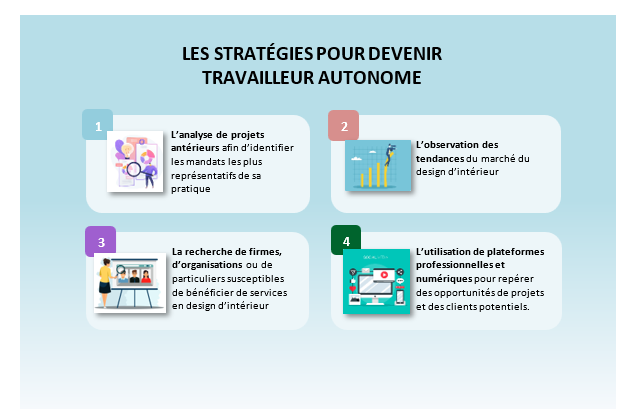 LES STRATÉGIES POUR DEVENIR
TRAVAILLEUR AUTONOME
1
L'analyse de projets
antérieurs afin d'identifier
les mandats les plus
représentatifs de sa
pratique
2
L'observation des
tendances du marché du
design d'intérieur
3
La recherche de firmes,
d'organisations ou de
particuliers susceptibles
de bénéficier de services
en design d'intérieur
4
L'utilisation de plateformes
professionnelles et
numériques pour repérer
des opportunités de projets
et des clients potentiels.